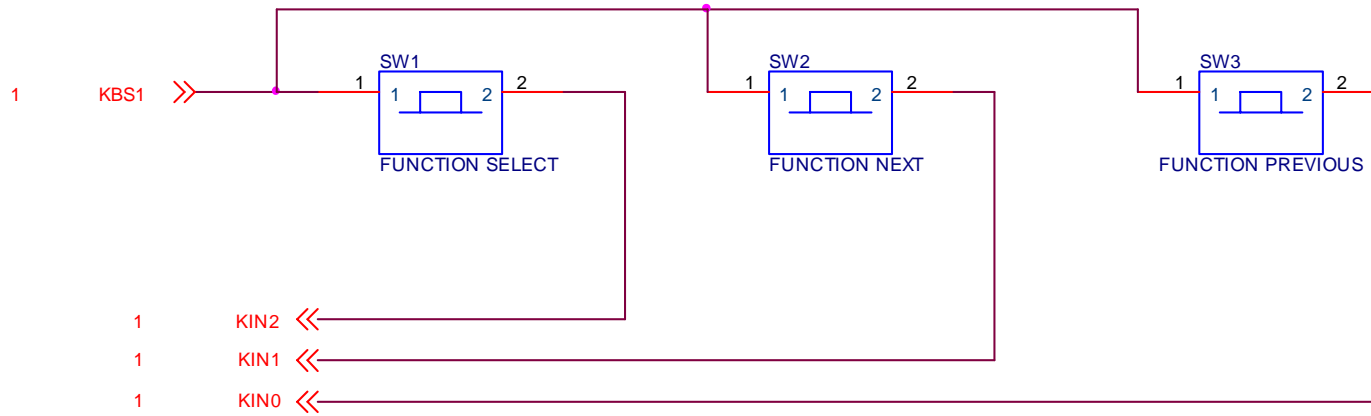 SW1 SW2 SW3
1 KBS1 1 1 2 2 1 1 2 2 1 1 2 2
FUNCTION SELECT FUNCTION NEXT FUNCTION PREVIOUS
1 KIN2
1 KIN1
1 KIN0